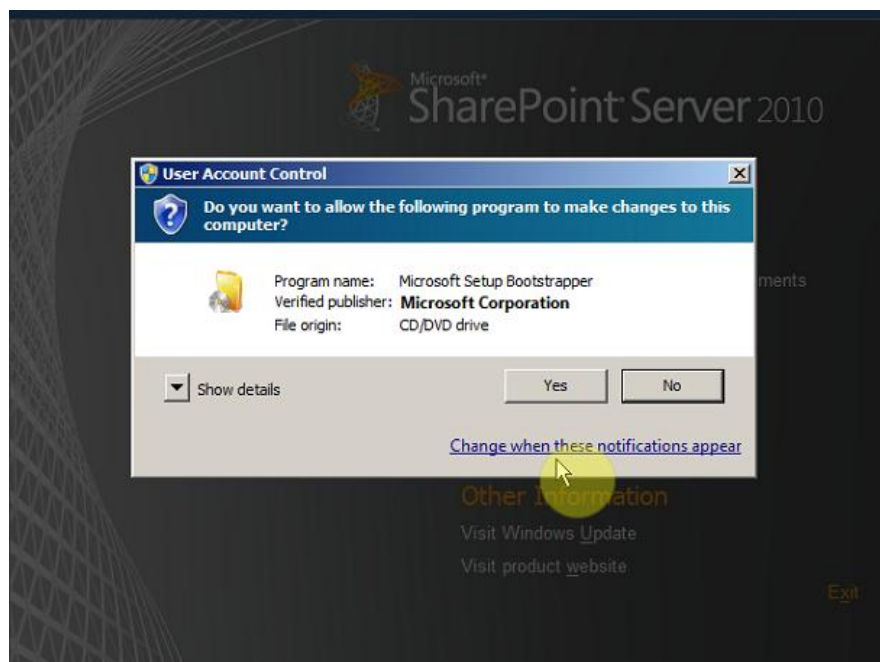 Microsoft®
SharePoint® Server 2010
User Account Control
Do you want to allow the following program to make changes to this
computer?
Program name: Microsoft Setup Bootstrapper
Verified publisher: Microsoft Corporation
File origin: CD/DVD drive
ments
Show details
Yes
No
Change when these notifications appear
Other Information
Visit Windows Update
Visit product website
Exit